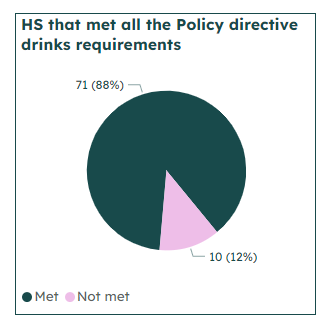 HS that met all the Policy directive
drinks requirements
71 (88%)
10 (12%)
Met Not met